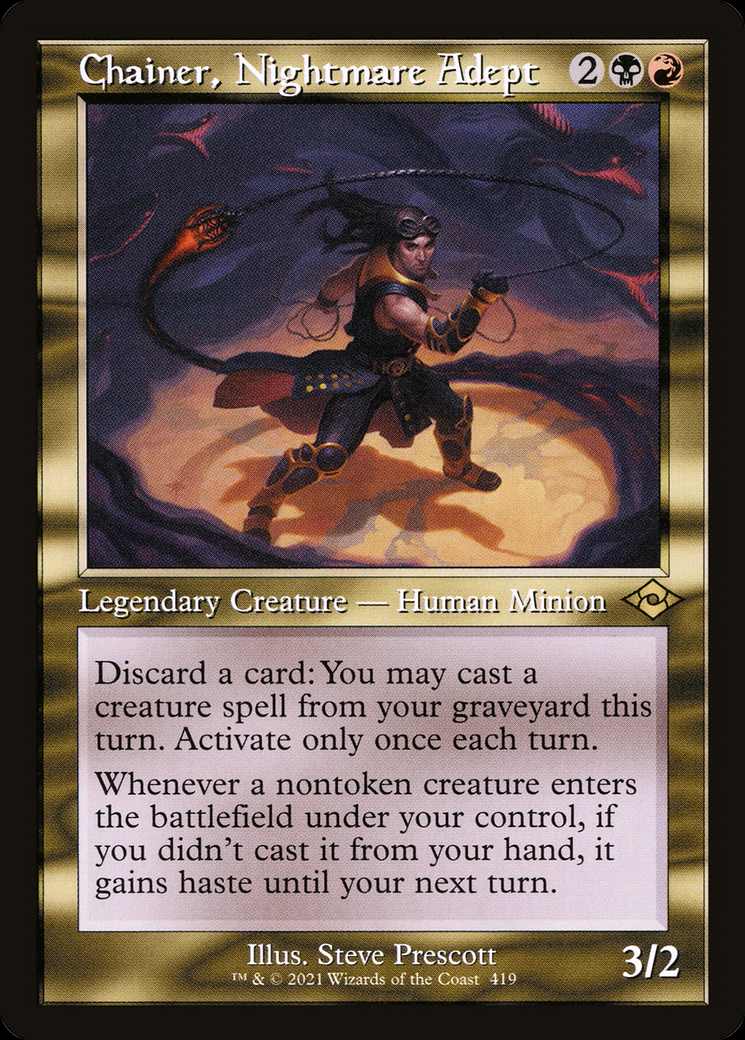 Chainer, Nightmare Adept 2
Legendary Creature — Human Minion
Discard a card: You may cast a
creature spell from your graveyard this
turn. Activate only once each turn.
Whenever a nontoken creature enters
the battlefield under your control, if
you didn't cast it from your hand, it
gains haste until your next turn.
Illus. Steve Prescott
™ & © 2021 Wizards of the Coast 419
3/2